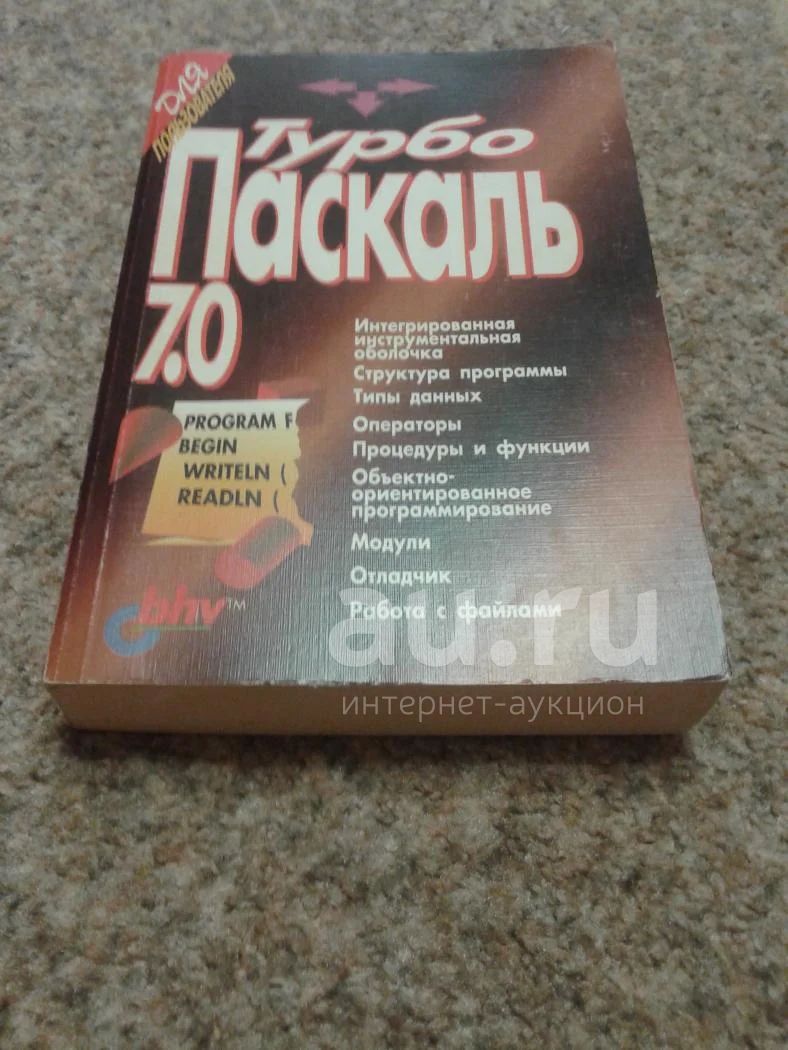 для
пользователя
Турбо
Паскаль
7.0
Интегрированная
инструментальная
оболочка
Структура программы
Типы данных
Операторы
Процедуры и функции
Объектно-
ориентированное
программирование
Модули
Отладчик
Работа с файлами
PROGRAM F
BEGIN
WRITELN (
READLN (
bhv™
au.ru
интернет-аукцион